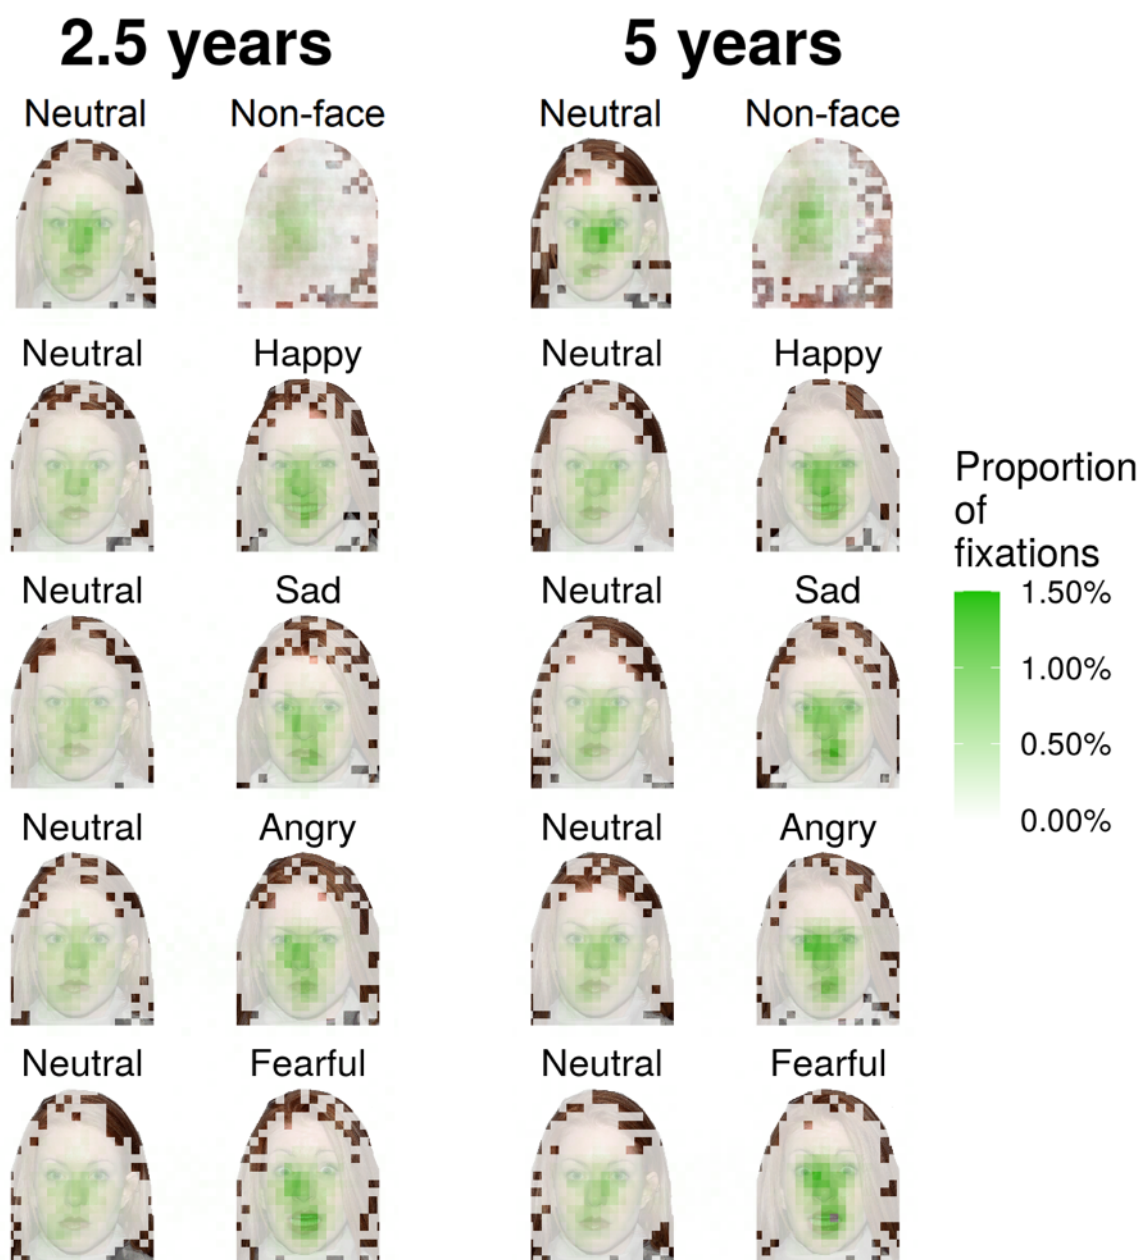 2.5 years 5 years
Neutral Non-face Neutral Non-face
Neutral Happy Neutral Happy
Proportion
of
fixations
Neutral Sad Neutral Sad
1.50%
1.00%
0.50%
0.00%
Neutral Angry Neutral Angry
Neutral Fearful Neutral Fearful